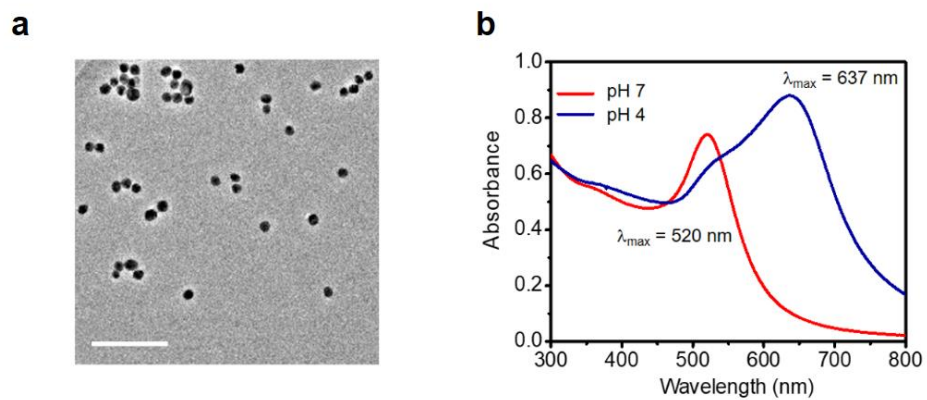 a
b
1.0
0.8
0.6
0.4
0.2
0.0
Absorbance
pH 7
pH 4
λmax = 637 nm
λmax = 520 nm
300 400 500 600 700 800
Wavelength (nm)